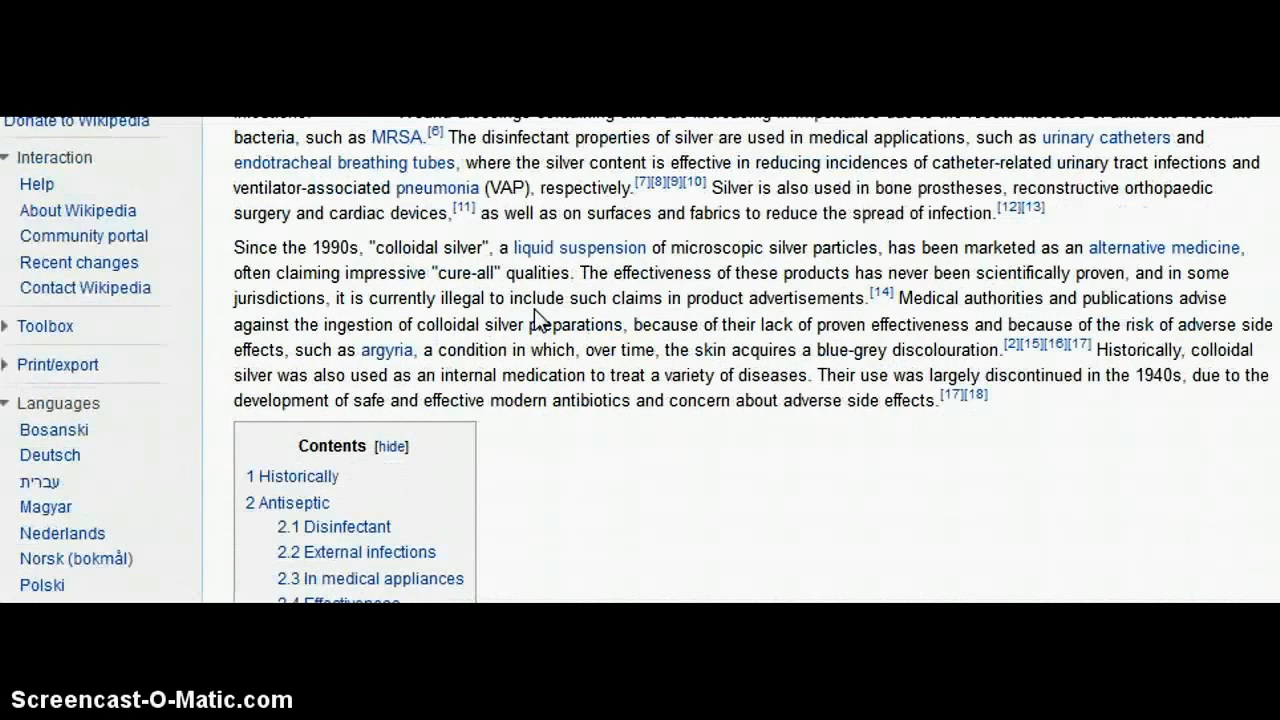 Donate to Wikipedia
Interaction
Help
About Wikipedia
Community portal
Recent changes
Contact Wikipedia
Toolbox
Print/export
Languages
Bosanski
Deutsch
עברית
Magyar
Nederlands
Norsk (bokmål)
Polski
bacteria, such as MRSA.[6] The disinfectant properties of silver are used in medical applications, such as urinary catheters and
endotracheal breathing tubes, where the silver content is effective in reducing incidences of catheter-related urinary tract infections and
ventilator-associated pneumonia (VAP), respectively.[7][8][9][10] Silver is also used in bone prostheses, reconstructive orthopaedic
surgery and cardiac devices,[11] as well as on surfaces and fabrics to reduce the spread of infection.[12][13]
Since the 1990s, "colloidal silver", a liquid suspension of microscopic silver particles, has been marketed as an alternative medicine,
often claiming impressive "cure-all" qualities. The effectiveness of these products has never been scientifically proven, and in some
jurisdictions, it is currently illegal to include such claims in product advertisements.[14] Medical authorities and publications advise
against the ingestion of colloidal silver preparations, because of their lack of proven effectiveness and because of the risk of adverse side
effects, such as argyria, a condition in which, over time, the skin acquires a blue-grey discolouration.[2][15][16][17] Historically, colloidal
silver was also used as an internal medication to treat a variety of diseases. Their use was largely discontinued in the 1940s, due to the
development of safe and effective modern antibiotics and concern about adverse side effects.[17][18]
Contents [hide]
1 Historically
2 Antiseptic
2.1 Disinfectant
2.2 External infections
2.3 In medical appliances
2.4 Effectiveness
Screencast-O-Matic.com